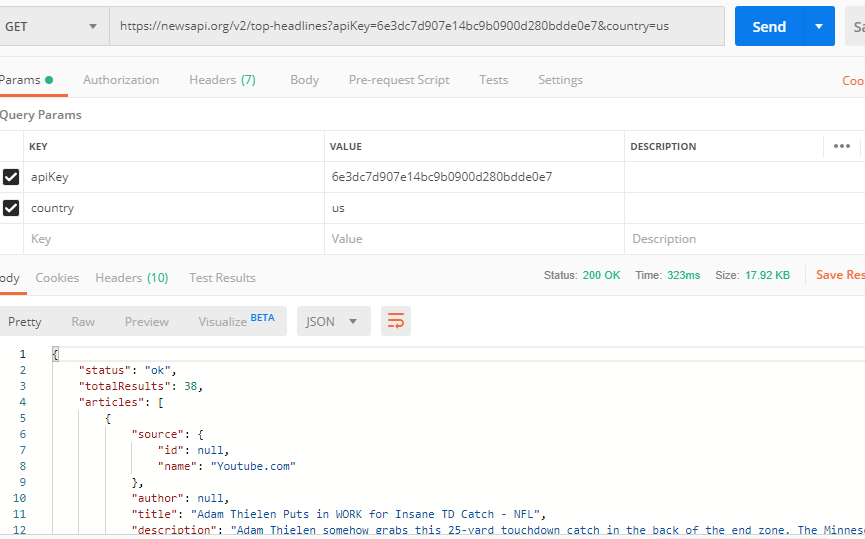 GET https://newsapi.org/v2/top-headlines?apiKey=6e3dc7d907e14bc9b0900d280bdde0e7&country=us Send Sa
Params Authorization Headers (7) Body Pre-request Script Tests Settings Coo
Query Params
KEY VALUE DESCRIPTION
apiKey 6e3dc7d907e14bc9b0900d280bdde0e7
country us
Key Value Description
ody Cookies Headers (10) Test Results Status: 200 OK Time: 323ms Size: 17.92 KB Save Res
Pretty Raw Preview Visualize BETA JSON
1 {
2 "status": "ok",
3 "totalResults": 38,
4 "articles": [
5 {
6 "source": {
7 "id": null,
8 "name": "Youtube.com"
9 },
10 "author": null,
11 "title": "Adam Thielen Puts in WORK for Insane TD Catch - NFL",
12 "description": "Adam Thielen somehow grabs this 25-yard touchdown catch in the back of the end zone. The Minnes